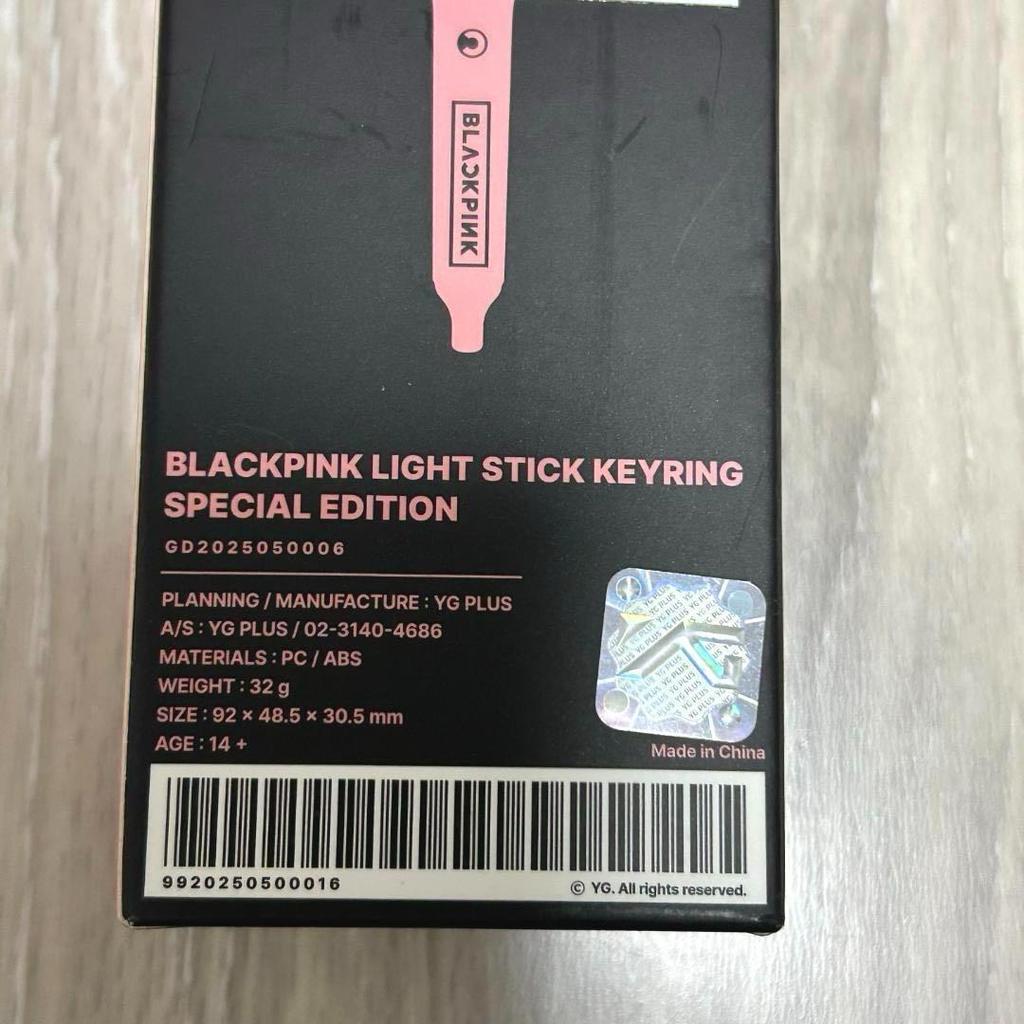 BLACKPINK
BLACKPINK LIGHT STICK KEYRING
SPECIAL EDITION
GD2025050006
PLANNING / MANUFACTURE : YG PLUS
A/S : YG PLUS / 02-3140-4686
MATERIALS : PC / ABS
WEIGHT : 32 g
SIZE : 92 × 48.5 × 30.5 mm
AGE : 14 +
YG PLUS
Made in China
9920250500016
© YG. All rights reserved.